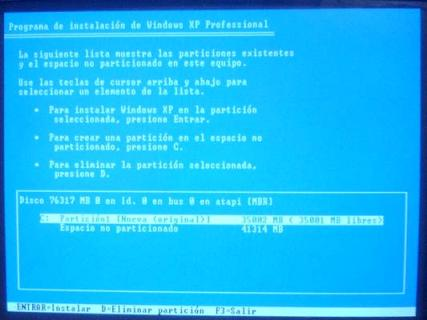 Programa de instalación de Windows XP Professional
La siguiente lista muestra las particiones existentes
y el espacio no particionado en este equipo.
Use las teclas de cursor arriba y abajo para
seleccionar un elemento de la lista.
• Para instalar Windows XP en la partición
seleccionada, presione Entrar.
• Para crear una partición en el espacio no
particionado, presione C.
• Para eliminar la partición seleccionada,
presione D.
Disco 76317 MB 0 en Id. 0 en bus 0 en atapi [MBR]
C: Partición1 [Nueva (original)] 35002 MB ( 35001 MB libres)
Espacio no particionado 41314 MB
ENTRAR=Instalar D=Eliminar partición F3=Salir